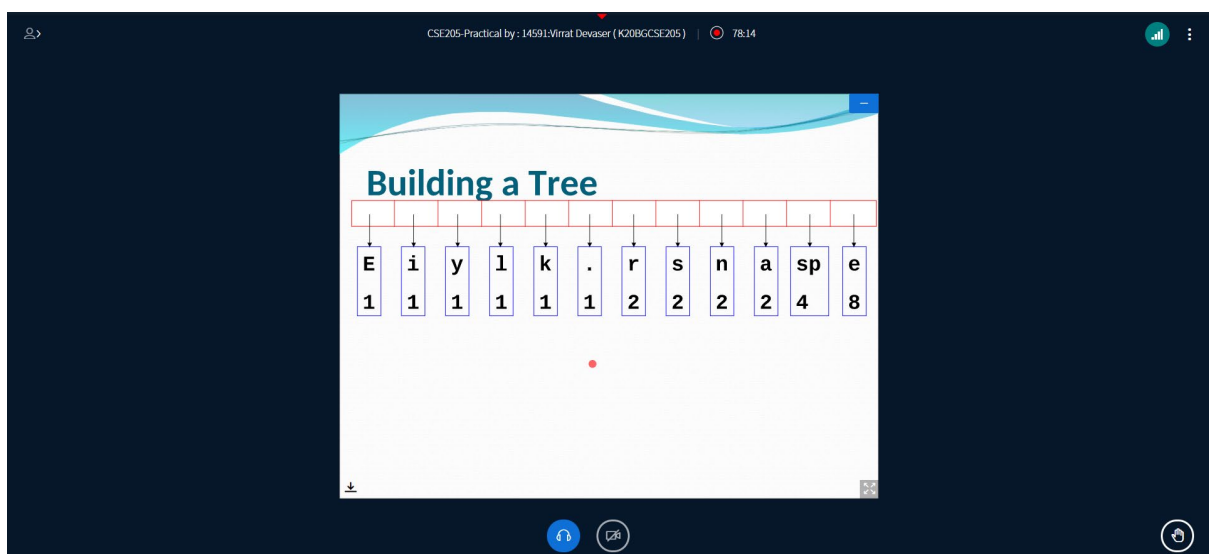 CSE205-Practical by : 14591:Virrat Devaser ( K20BGCSE205 ) | 78:14
Building a Tree
E i y l k . r s n a sp e
1 1 1 1 1 1 2 2 2 2 4 8